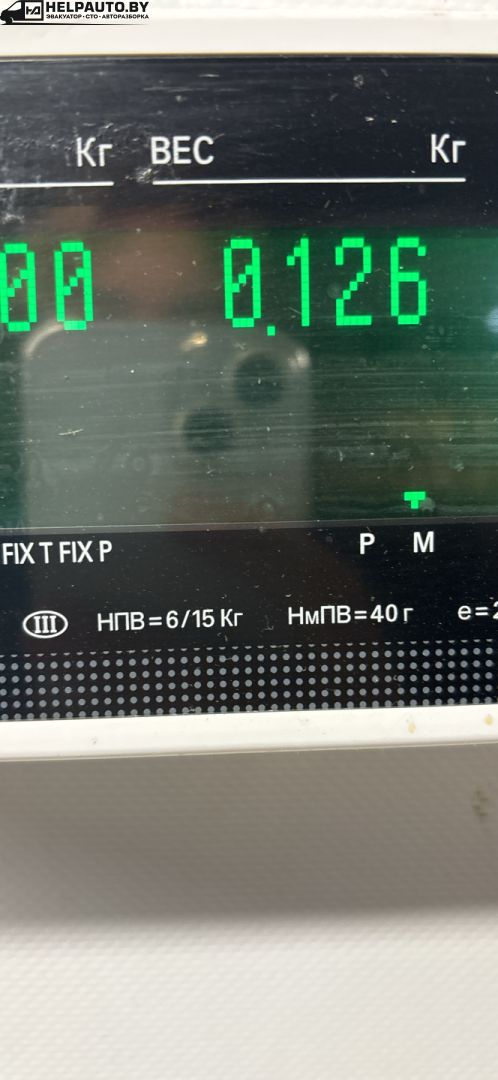 HELPAUTO.BY
ЭВАКУАТОР · СТО · АВТОРАЗБОРКА
Кг ВЕС Кг
00 0.126
FIX T FIX P P M
III НПВ=6/15 Кг НмПВ=40 г e=2